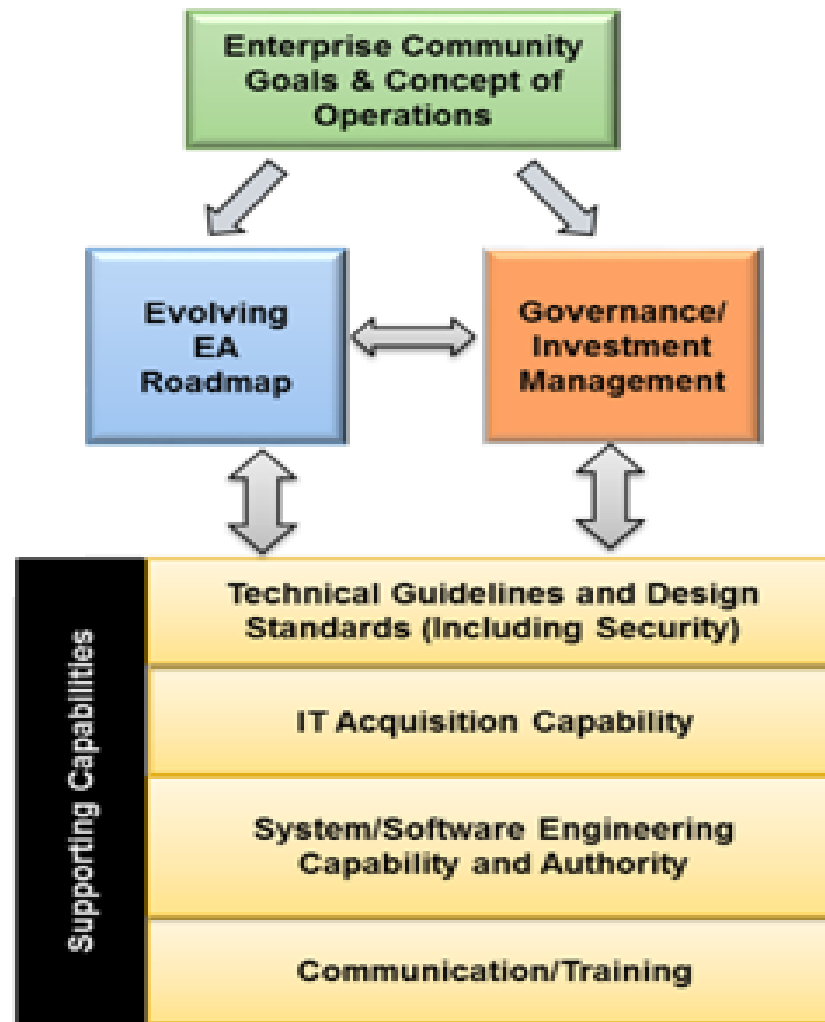 Enterprise Community
Goals & Concept of
Operations
Evolving
EA
Roadmap
Governance/
Investment
Management
Supporting Capabilities
Technical Guidelines and Design
Standards (Including Security)
IT Acquisition Capability
System/Software Engineering
Capability and Authority
Communication/Training